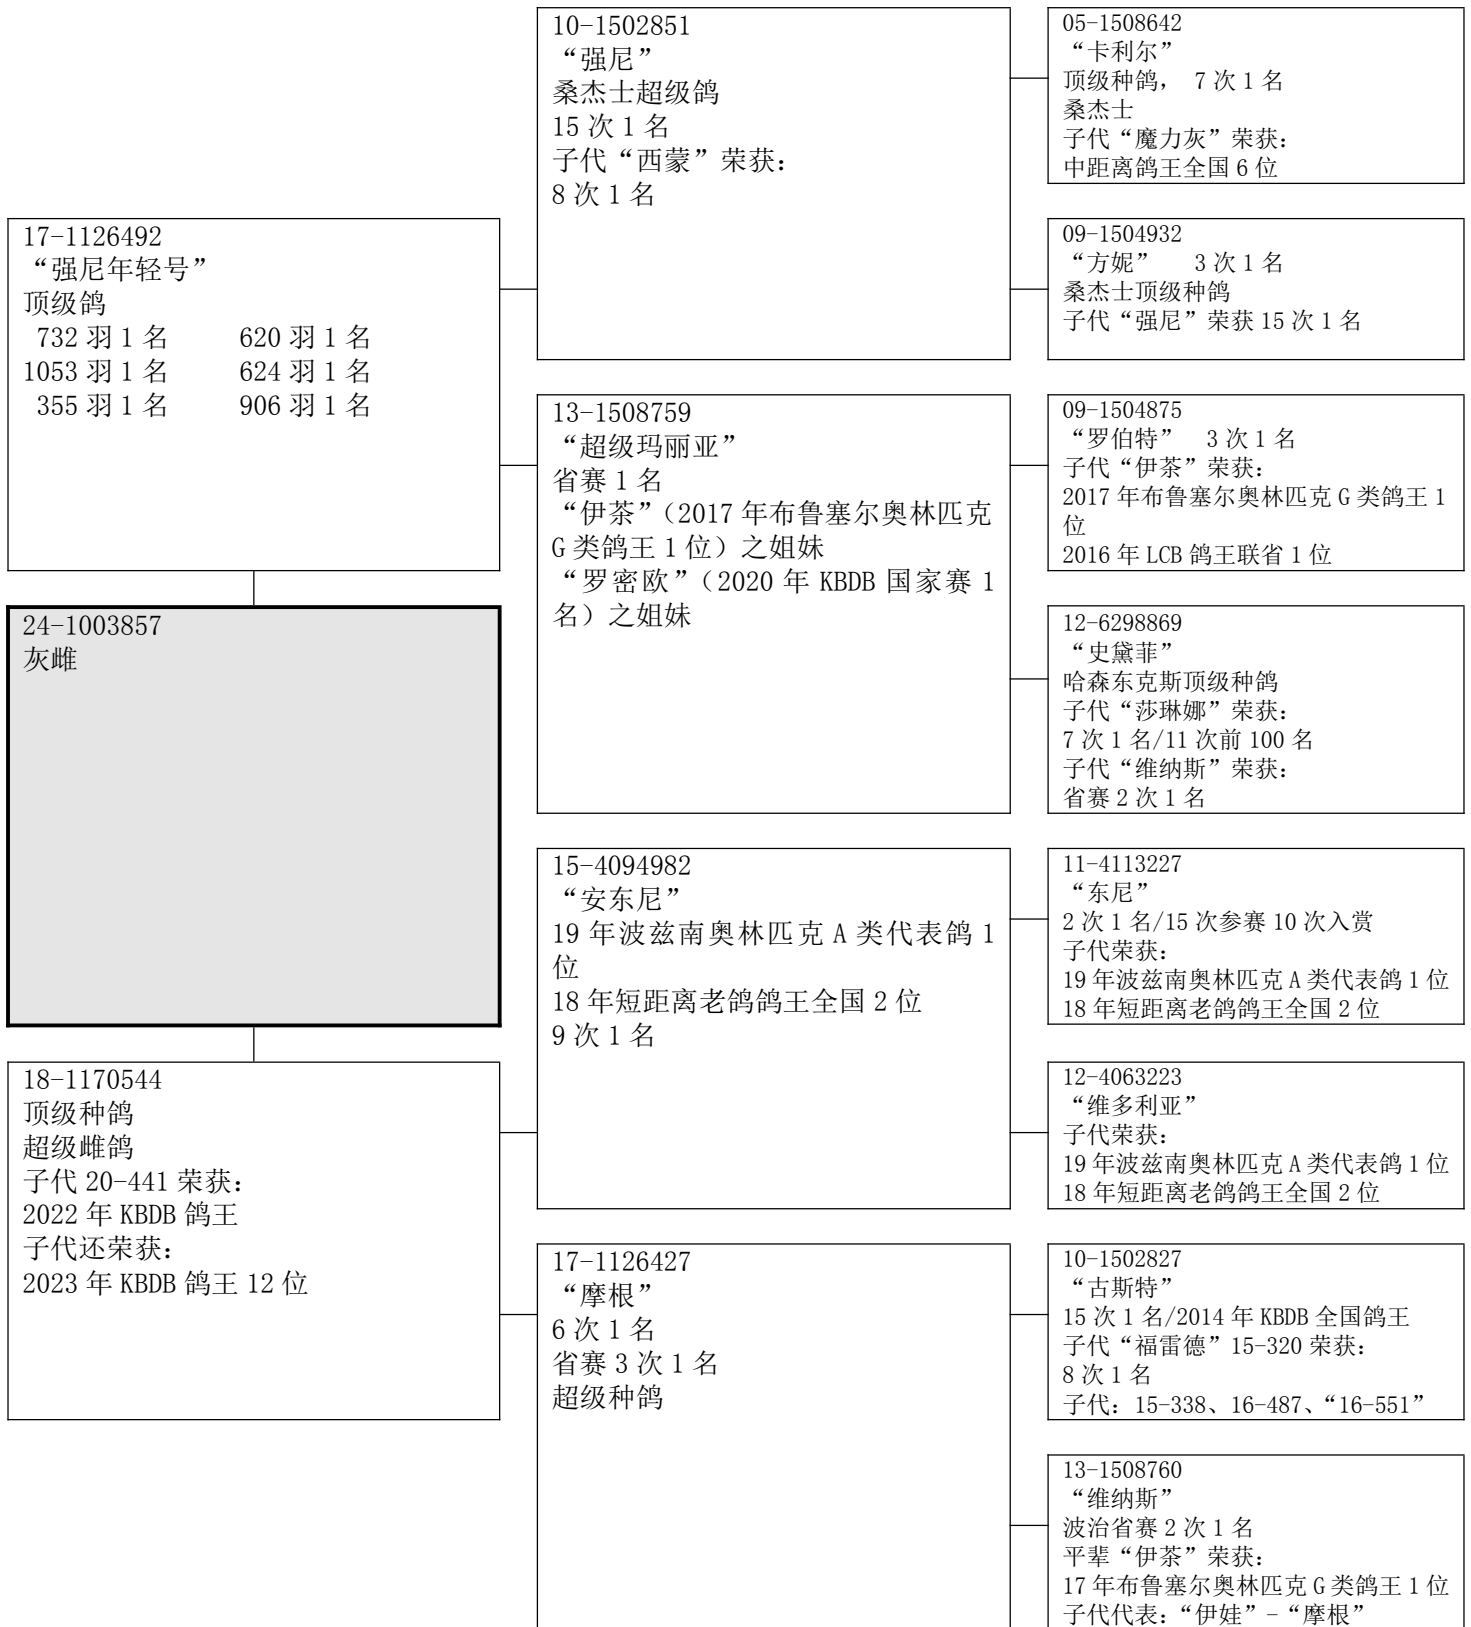 17-1126492
“强尼年轻号”
顶级鸽
732 羽 1 名 620 羽 1 名
1053 羽 1 名 624 羽 1 名
355 羽 1 名 906 羽 1 名
24-1003857
灰雌
18-1170544
顶级种鸽
超级雌鸽
子代 20-441 荣获：
2022 年 KBDB 鸽王
子代还荣获：
2023 年 KBDB 鸽王 12 位
10-1502851
“强尼”
桑杰士超级鸽
15 次 1 名
子代“西蒙”荣获：
8 次 1 名
13-1508759
“超级玛丽亚”
省赛 1 名
“伊茶”（2017 年布鲁塞尔奥林匹克
G 类鸽王 1 位）之姐妹
“罗密欧”（2020 年 KBDB 国家赛 1
名）之姐妹
15-4094982
“安东尼”
19 年波兹南奥林匹克 A 类代表鸽 1
位
18 年短距离老鸽鸽王全国 2 位
9 次 1 名
17-1126427
“摩根”
6 次 1 名
省赛 3 次 1 名
超级种鸽
05-1508642
“卡利尔”
顶级种鸽， 7 次 1 名
桑杰士
子代“魔力灰”荣获：
中距离鸽王全国 6 位
09-1504932
“方妮” 3 次 1 名
桑杰士顶级种鸽
子代“强尼”荣获 15 次 1 名
09-1504875
“罗伯特” 3 次 1 名
子代“伊茶”荣获：
2017 年布鲁塞尔奥林匹克 G 类鸽王 1
位
2016 年 LCB 鸽王联省 1 位
12-6298869
“史黛菲”
哈森东克斯顶级种鸽
子代“莎琳娜”荣获：
7 次 1 名/11 次前 100 名
子代“维纳斯”荣获：
省赛 2 次 1 名
11-4113227
“东尼”
2 次 1 名/15 次参赛 10 次入赏
子代荣获：
19 年波兹南奥林匹克 A 类代表鸽 1 位
18 年短距离老鸽鸽王全国 2 位
12-4063223
“维多利亚”
子代荣获：
19 年波兹南奥林匹克 A 类代表鸽 1 位
18 年短距离老鸽鸽王全国 2 位
10-1502827
“古斯特”
15 次 1 名/2014 年 KBDB 全国鸽王
子代“福雷德”15-320 荣获：
8 次 1 名
子代：15-338、16-487、“16-551”
13-1508760
“维纳斯”
波治省赛 2 次 1 名
平辈“伊茶”荣获：
17 年布鲁塞尔奥林匹克 G 类鸽王 1 位
子代代表：“伊娃”-“摩根”